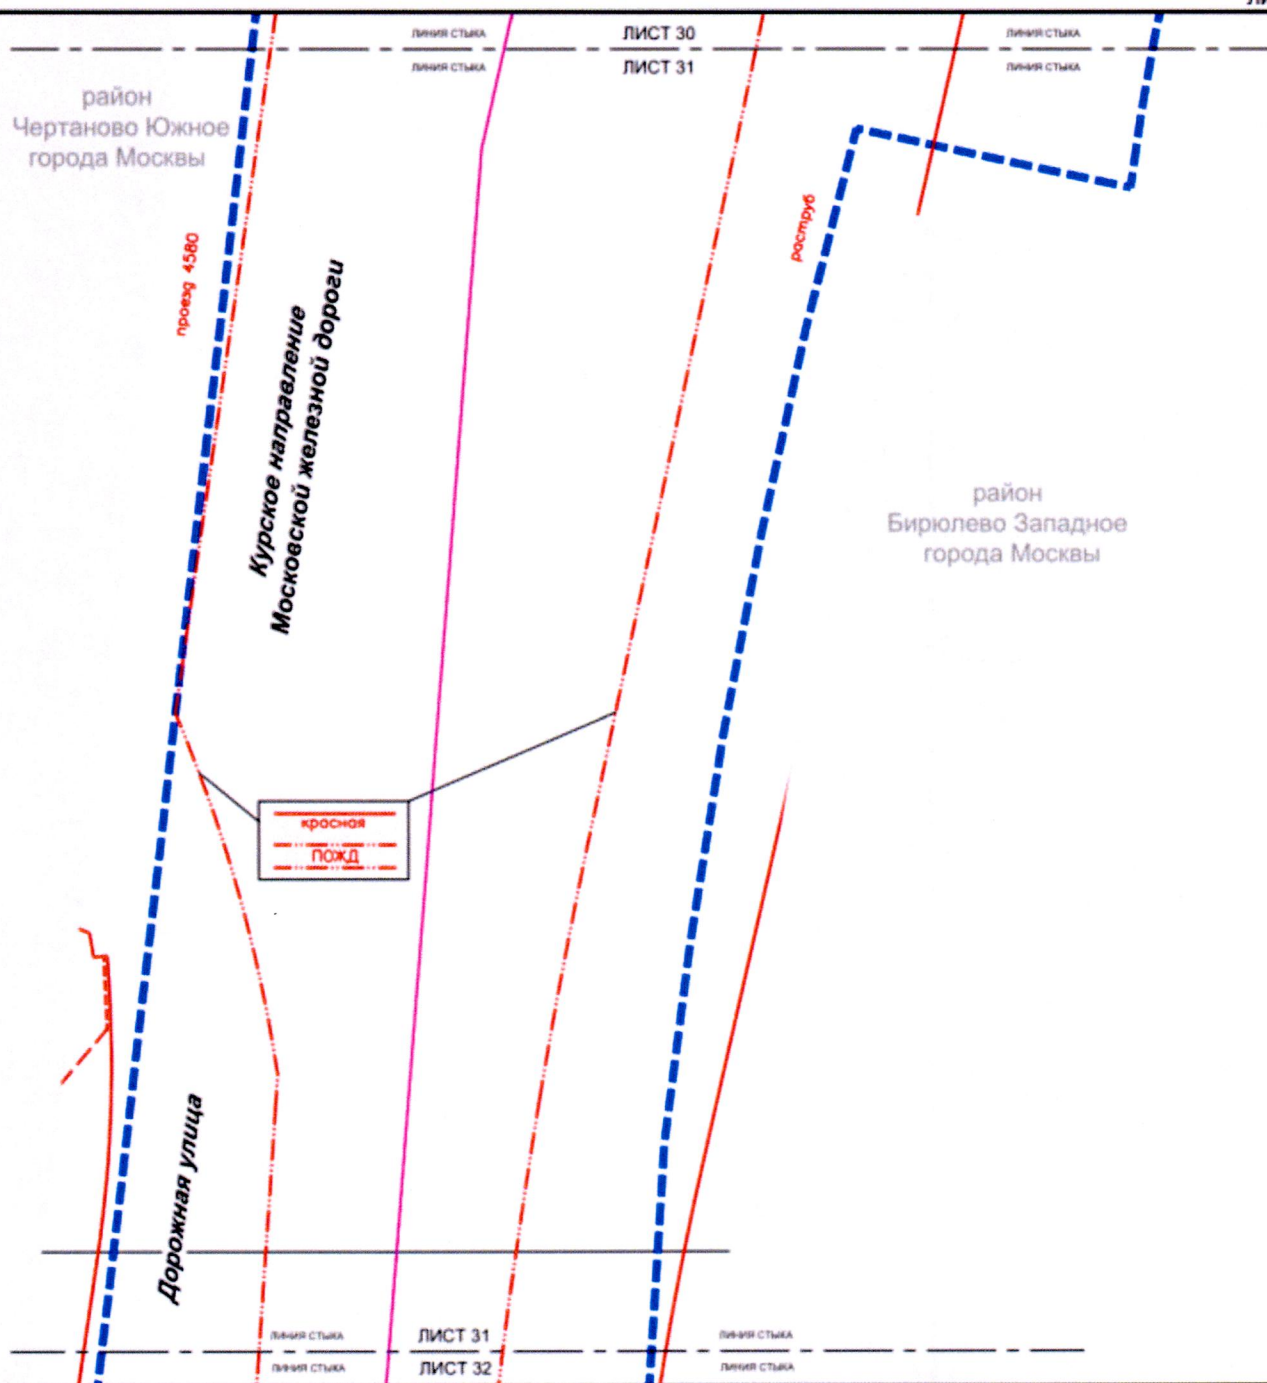 ЛИ
ЛИНИЯ СТЫКА
ЛИСТ 30
ЛИНИЯ СТЫКА
ЛИНИЯ СТЫКА
ЛИСТ 31
ЛИНИЯ СТЫКА
район
Чертаново Южное
города Москвы
проезд 4580
раструб
Курское направление
Московской железной дороги
район
Бирюлево Западное
города Москвы
красная
ПОЖД
Дорожная улица
ЛИНИЯ СТЫКА
ЛИСТ 31
ЛИНИЯ СТЫКА
ЛИНИЯ СТЫКА
ЛИСТ 32
ЛИНИЯ СТЫКА